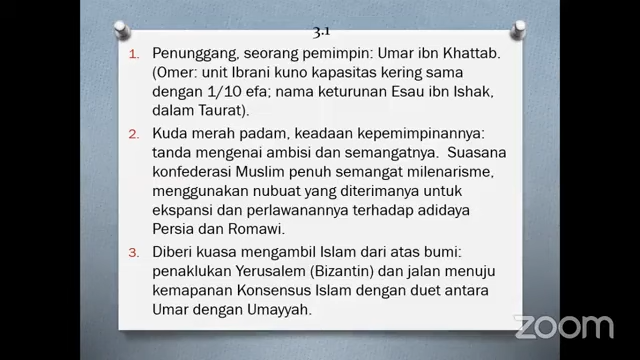 3.1
1. Penunggang, seorang pemimpin: Umar ibn Khattab.
(Omer: unit Ibrani kuno kapasitas kering sama
dengan 1/10 efa; nama keturunan Esau ibn Ishak,
dalam Taurat).
2. Kuda merah padam, keadaan kepemimpinannya:
tanda mengenai ambisi dan semangatnya. Suasana
konfederasi Muslim penuh semangat milenarisme,
menggunakan nubuat yang diterimanya untuk
ekspansi dan perlawanannya terhadap adidaya
Persia dan Romawi.
3. Diberi kuasa mengambil Islam dari atas bumi:
penaklukan Yerusalem (Bizantin) dan jalan menuju
kemapanan Konsensus Islam dengan duet antara
Umar dengan Umayyah.
zoom